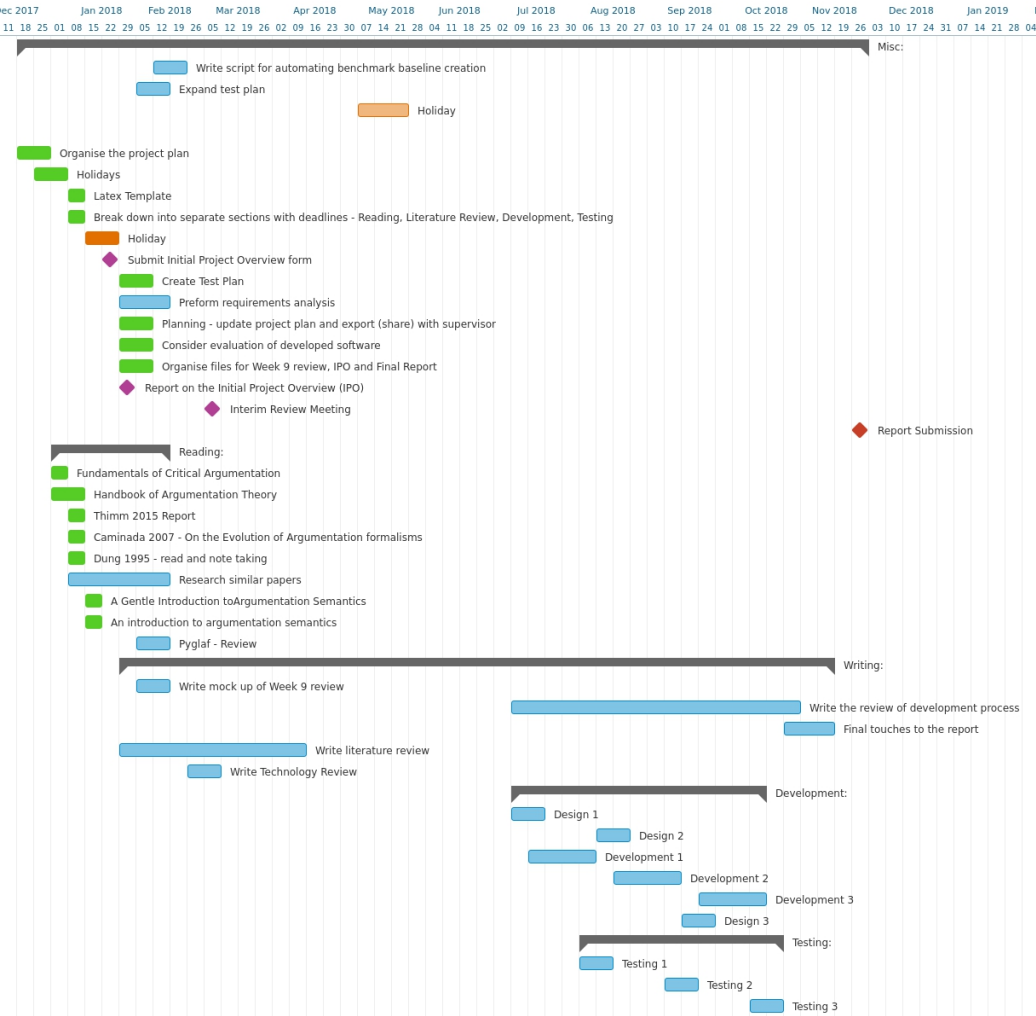 ec 2017 Jan 2018 Feb 2018 Mar 2018 Apr 2018 May 2018 Jun 2018 Jul 2018 Aug 2018 Sep 2018 Oct 2018 Nov 2018 Dec 2018 Jan 2019
11 18 25 01 08 15 22 29 05 12 19 26 05 12 19 26 02 09 16 23 30 07 14 21 28 04 11 18 25 02 09 16 23 30 06 13 20 27 03 10 17 24 01 08 15 22 29 05 12 19 26 03 10 17 24 31 07 14 21 28 04
Misc:
Write script for automating benchmark baseline creation
Expand test plan
Holiday
Organise the project plan
Holidays
Latex Template
Break down into separate sections with deadlines - Reading, Literature Review, Development, Testing
Holiday
Submit Initial Project Overview form
Create Test Plan
Preform requirements analysis
Planning - update project plan and export (share) with supervisor
Consider evaluation of developed software
Organise files for Week 9 review, IPO and Final Report
Report on the Initial Project Overview (IPO)
Interim Review Meeting
Report Submission
Reading:
Fundamentals of Critical Argumentation
Handbook of Argumentation Theory
Thimm 2015 Report
Caminada 2007 - On the Evolution of Argumentation formalisms
Dung 1995 - read and note taking
Research similar papers
A Gentle Introduction toArgumentation Semantics
An introduction to argumentation semantics
Pyglaf - Review
Writing:
Write mock up of Week 9 review
Write the review of development process
Final touches to the report
Write literature review
Write Technology Review
Development:
Design 1
Design 2
Development 1
Development 2
Development 3
Design 3
Testing:
Testing 1
Testing 2
Testing 3